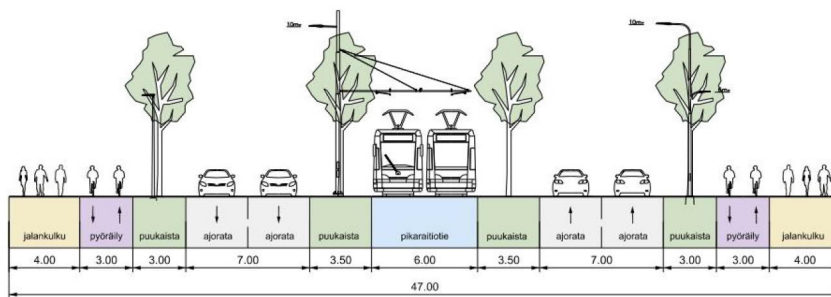 10m 10m
6m
jalankulku pyöräily puukaista ajorata ajorata puukaista pikaraitiotie puukaista ajorata ajorata puukaista pyöräily jalankulku
4.00 3.00 3.00 7.00 3.50 6.00 3.50 7.00 3.00 3.00 4.00
47.00